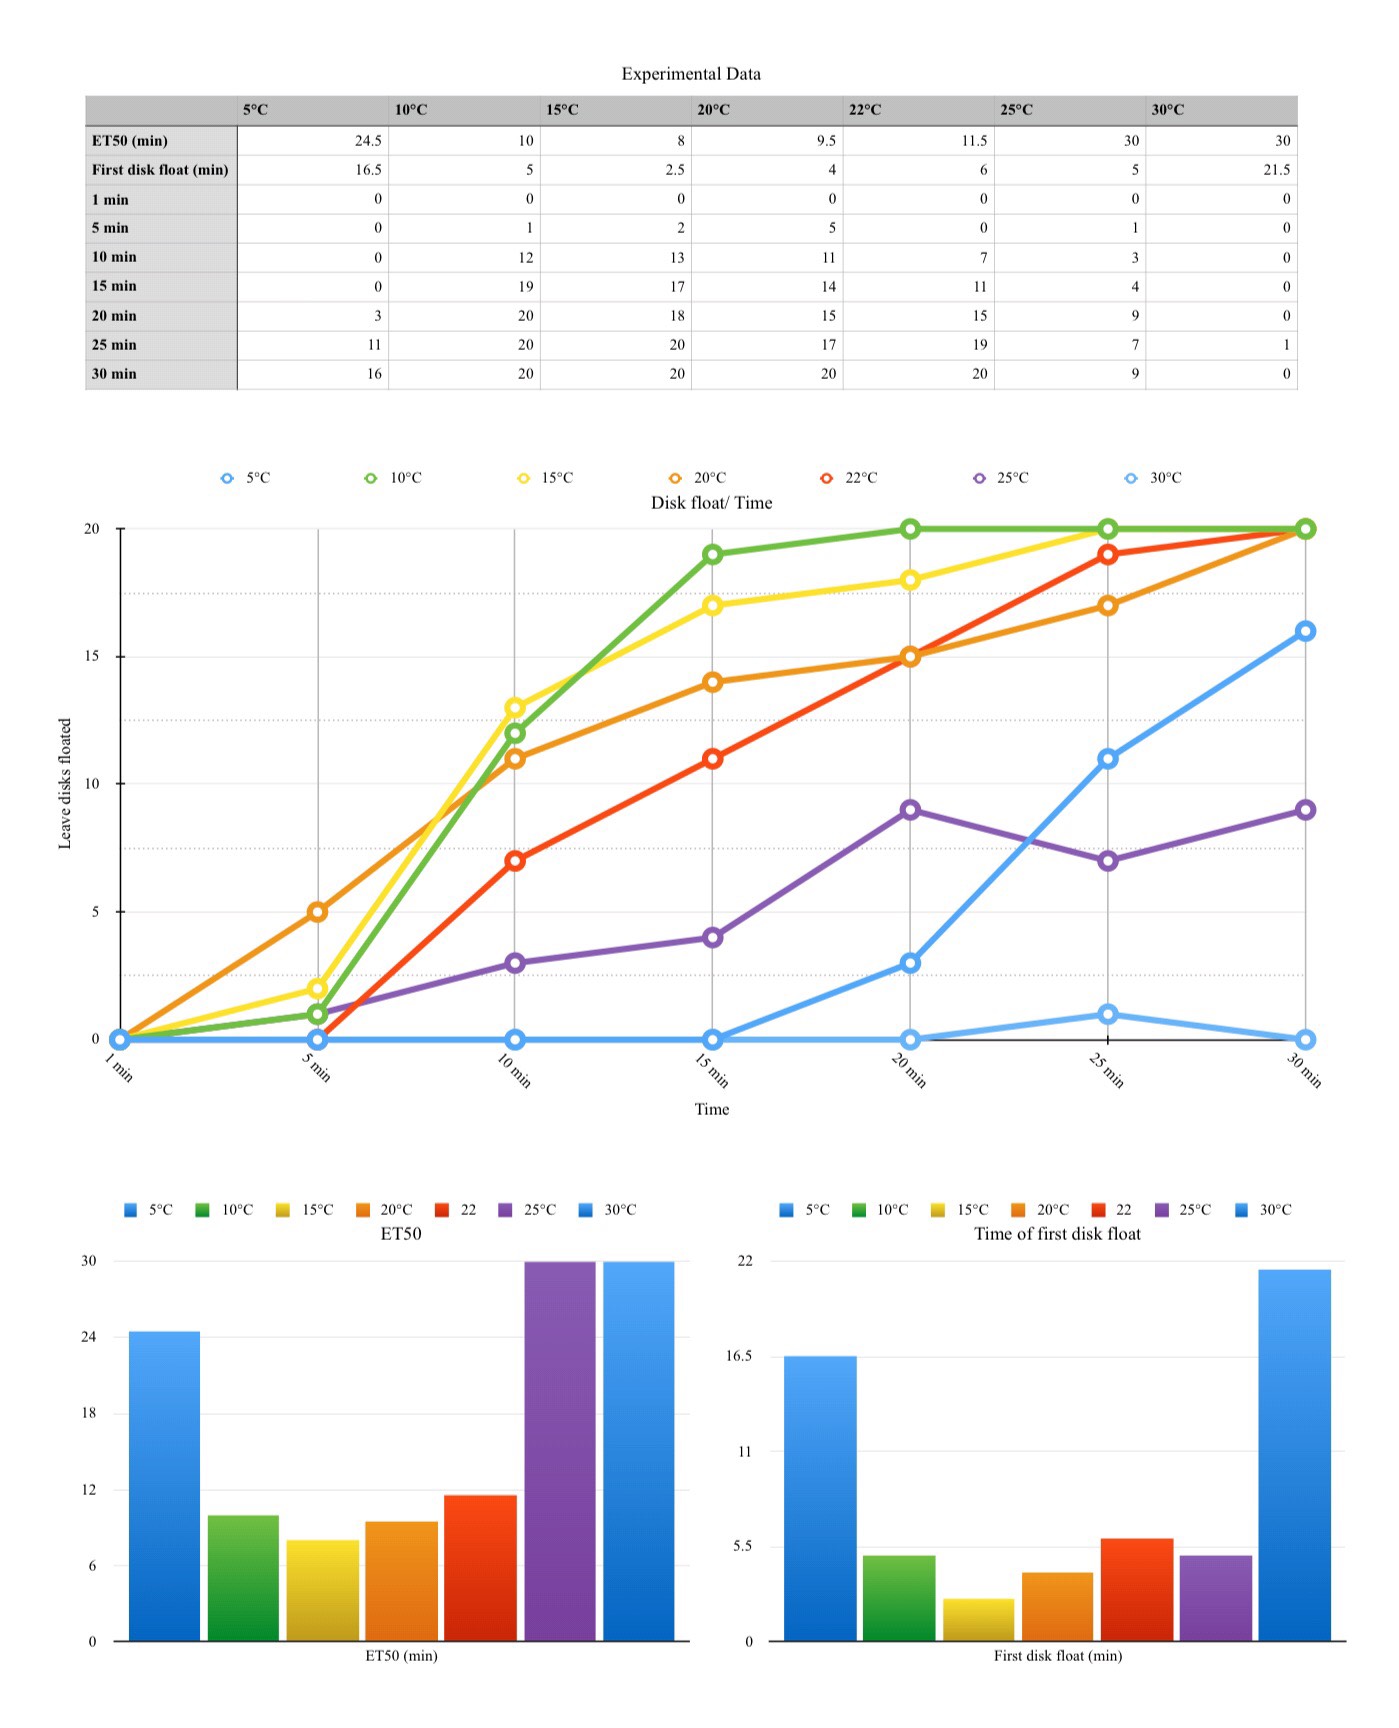 Experimental Data
5°C 10°C 15°C 20°C 22°C 25°C 30°C
ET50 (min) 24.5 10 8 9.5 11.5 30 30
First disk float (min) 16.5 5 2.5 4 6 5 21.5
1 min 0 0 0 0 0 0 0
5 min 0 1 2 5 0 1 0
10 min 0 12 13 11 7 3 0
15 min 0 19 17 14 11 4 0
20 min 3 20 18 15 15 9 0
25 min 11 20 20 17 19 7 1
30 min 16 20 20 20 20 9 0
5°C 10°C 15°C 20°C 22°C 25°C 30°C
Disk float/ Time
20
15
10
5
0
Leave disks floated
1 min 5 min 10 min 15 min 20 min 25 min 30 min
Time
5°C 10°C 15°C 20°C 22 25°C 30°C
ET50
30
24
18
12
6
0
ET50 (min)
5°C 10°C 15°C 20°C 22 25°C 30°C
Time of first disk float
22
16.5
11
5.5
0
First disk float (min)